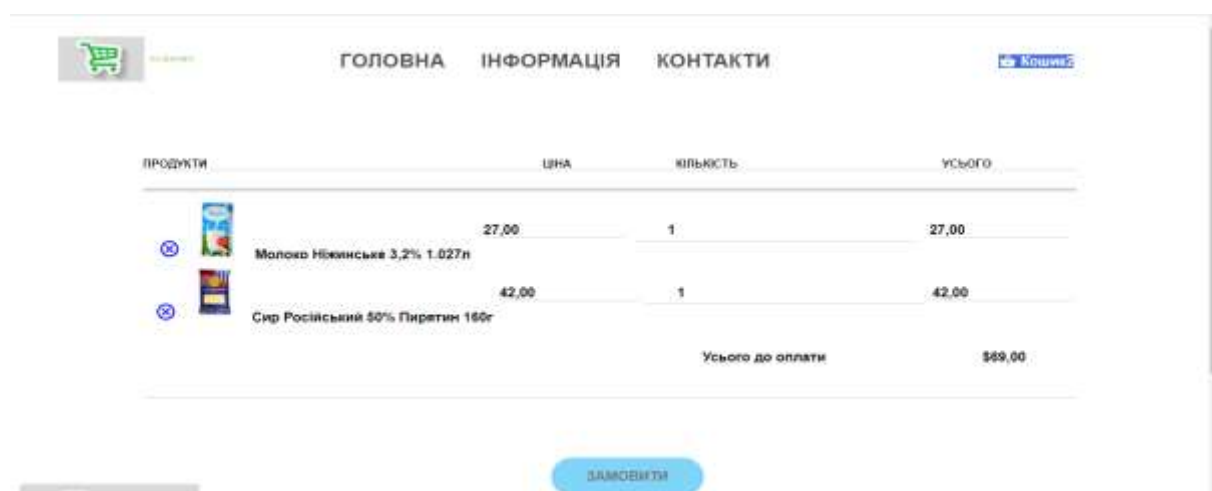 ГОЛОВНА ІНФОРМАЦІЯ КОНТАКТИ Кошик2
ПРОДУКТИ ЦІНА КІЛЬКІСТЬ УСЬОГО
27,00 1 27,00
Молоко Ніжинське 3,2% 1.027л
42,00 1 42,00
Сир Російський 50% Пирятин 160г
Усього до оплати $69,00
ЗАМОВИТИ